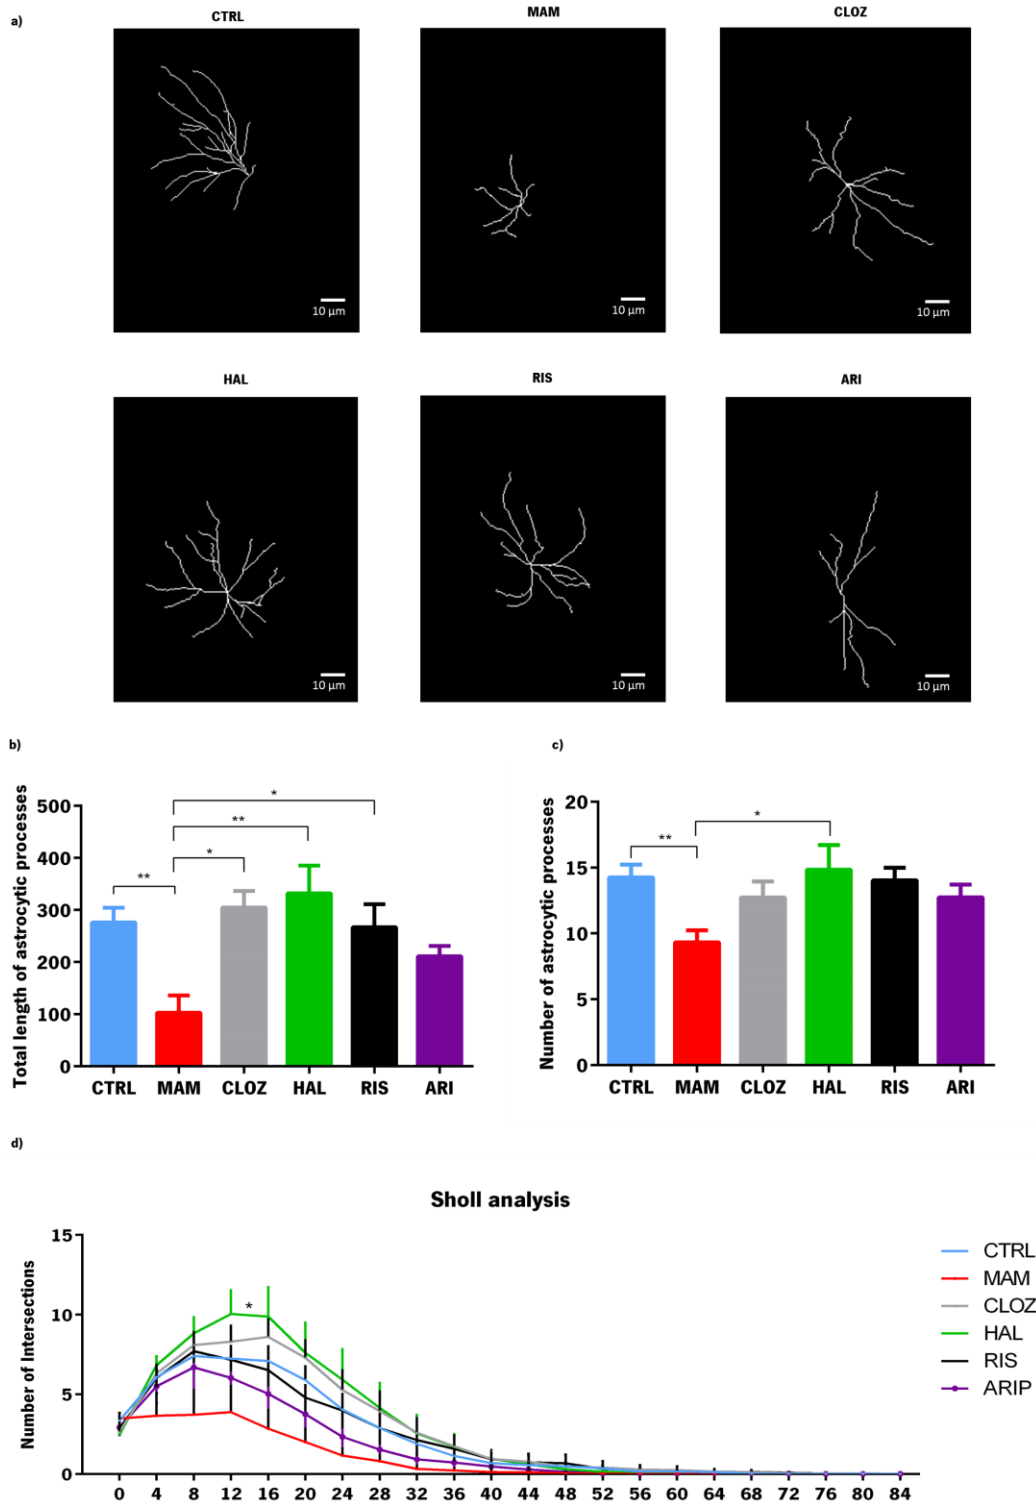 a)
CTRL
MAM
CLOZ
10 µm
10 µm
10 µm
HAL
RIS
ARI
10 µm
10 µm
10 µm
b)
Total length of astrocytic processes
500
400
300
200
100
0
**
*
**
*
CTRL MAM CLOZ HAL RIS ARI
c)
Number of astrocytic processes
20
15
10
5
0
**
*
CTRL MAM CLOZ HAL RIS ARI
d)
Sholl analysis
Number of Intersections
15
10
5
0
*
0 4 8 12 16 20 24 28 32 36 40 44 48 52 56 60 64 68 72 76 80 84
CTRL
MAM
CLOZ
HAL
RIS
ARIP